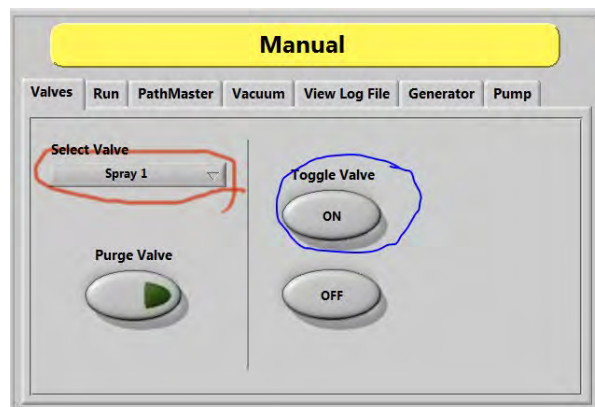 Manual
Valves Run PathMaster Vacuum View Log File Generator Pump
Select Valve
Spray 1
Toggle Valve
ON
Purge Valve
OFF